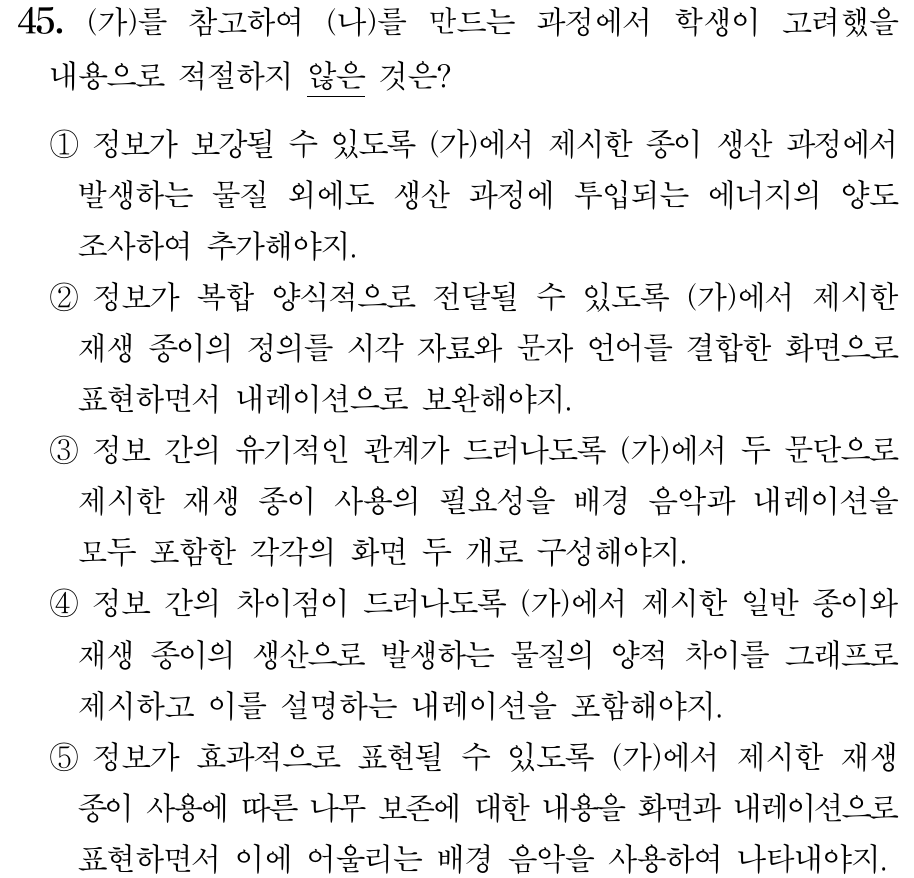 45. (가)를 참고하여 (나)를 만드는 과정에서 학생이 고려했을
내용으로 적절하지 않은 것은?
① 정보가 보강될 수 있도록 (가)에서 제시한 종이 생산 과정에서
발생하는 물질 외에도 생산 과정에 투입되는 에너지의 양도
조사하여 추가해야지.
② 정보가 복합 양식적으로 전달될 수 있도록 (가)에서 제시한
재생 종이의 정의를 시각 자료와 문자 언어를 결합한 화면으로
표현하면서 내레이션으로 보완해야지.
③ 정보 간의 유기적인 관계가 드러나도록 (가)에서 두 문단으로
제시한 재생 종이 사용의 필요성을 배경 음악과 내레이션을
모두 포함한 각각의 화면 두 개로 구성해야지.
④ 정보 간의 차이점이 드러나도록 (가)에서 제시한 일반 종이와
재생 종이의 생산으로 발생하는 물질의 양적 차이를 그래프로
제시하고 이를 설명하는 내레이션을 포함해야지.
⑤ 정보가 효과적으로 표현될 수 있도록 (가)에서 제시한 재생
종이 사용에 따른 나무 보존에 대한 내용을 화면과 내레이션으로
표현하면서 이에 어울리는 배경 음악을 사용하여 나타내야지.